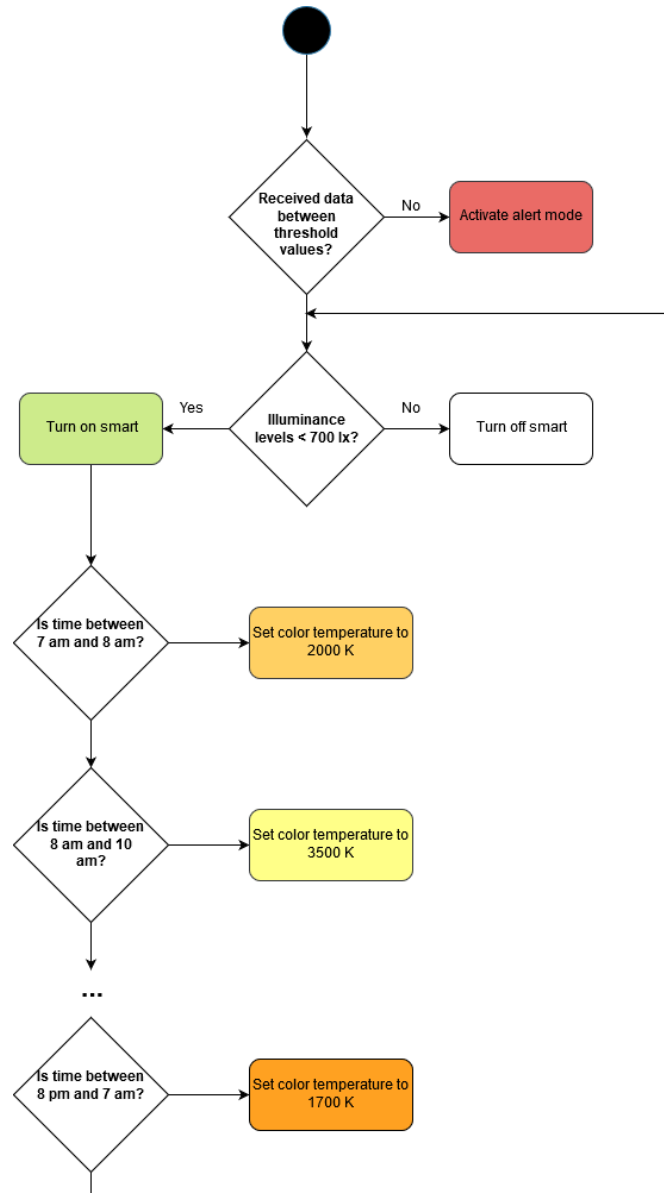 Received data
between
threshold
values?
No
Activate alert mode
Turn on smart
Yes
Illuminance
levels < 700 lx?
No
Turn off smart
Is time between
7 am and 8 am?
Set color temperature to
2000 K
Is time between
8 am and 10
am?
Set color temperature to
3500 K
...
Is time between
8 pm and 7 am?
Set color temperature to
1700 K